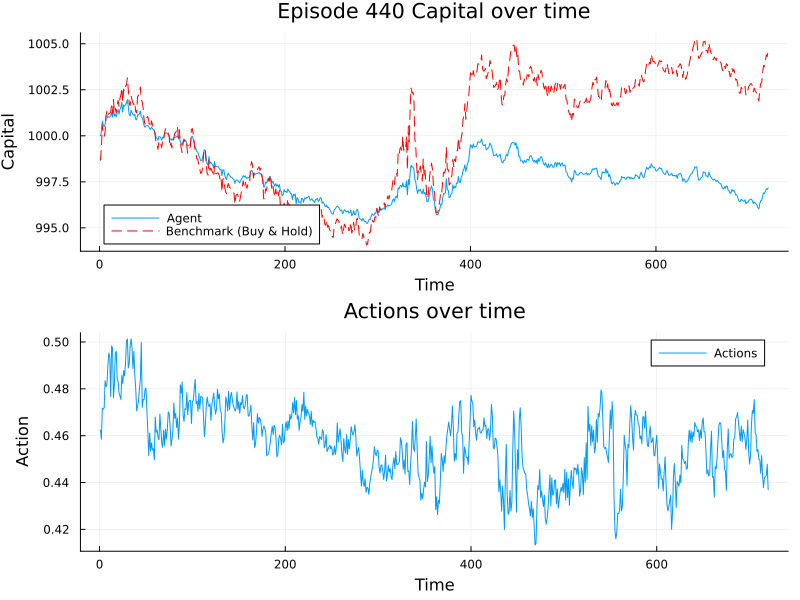 Episode 440 Capital over time
1005.0
1002.5
1000.0
997.5
995.0
Capital
Agent
Benchmark (Buy & Hold)
0 200 400 600
Time
Actions over time
0.50
0.48
0.46
0.44
0.42
Action
Actions
0 200 400 600
Time